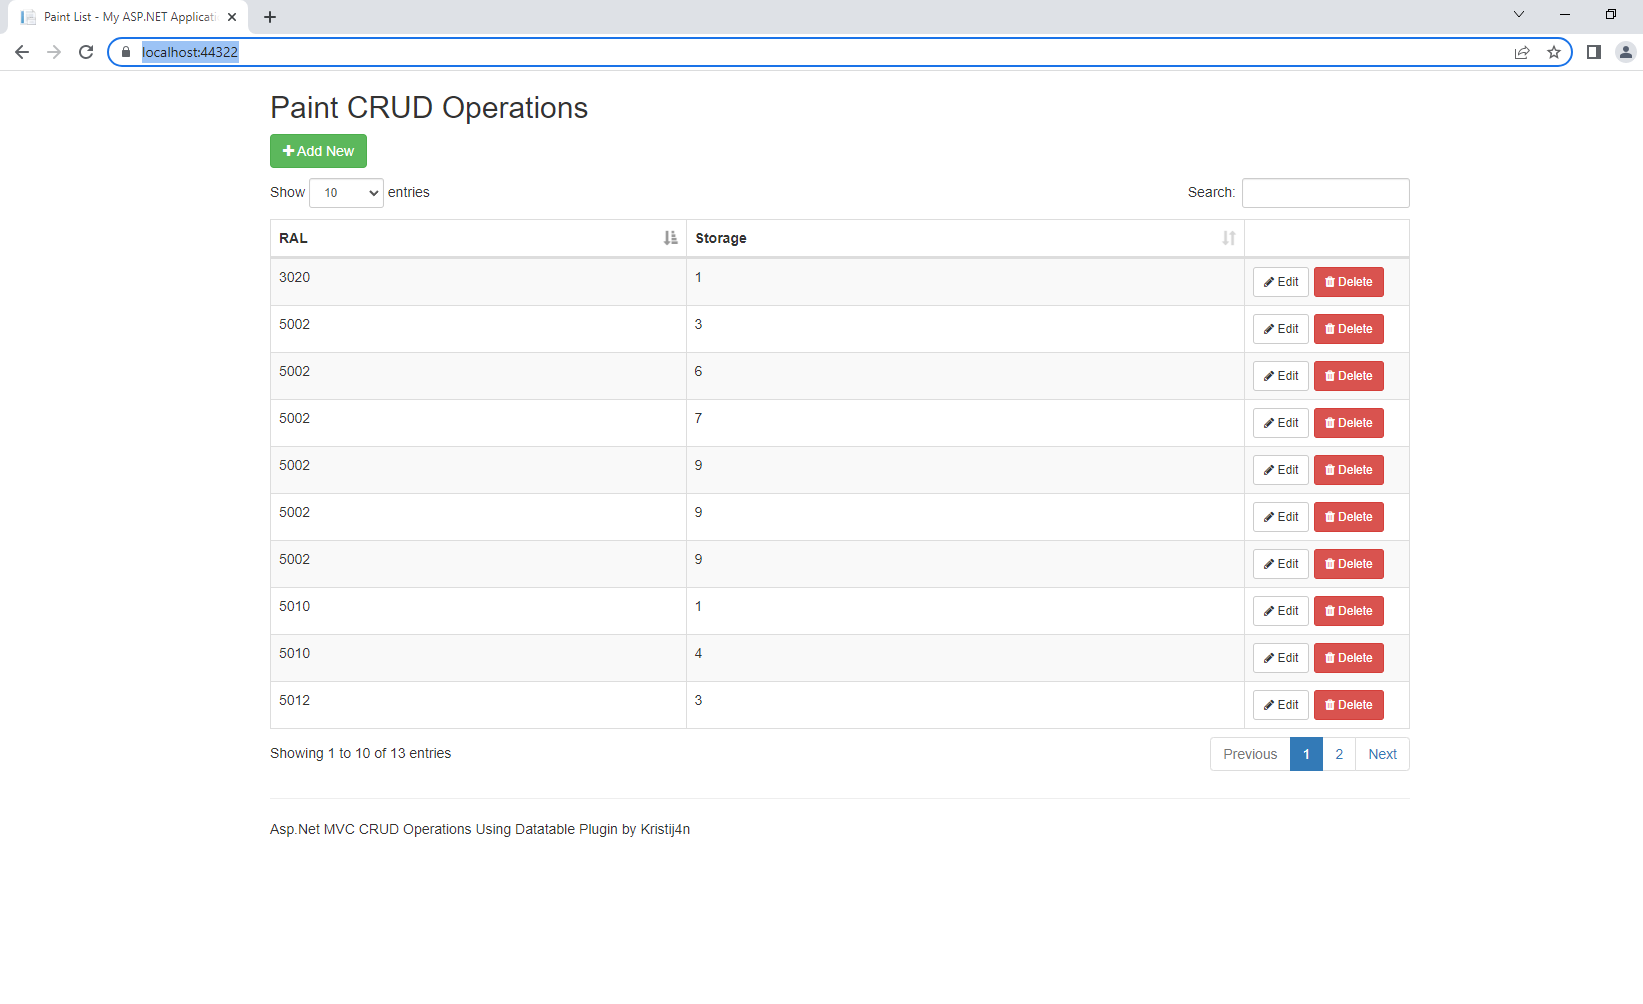 Paint List - My ASP.NET Applicati
localhost:44322
Paint CRUD Operations
Add New
Show 10 entries Search:
RAL Storage
3020 1 Edit Delete
5002 3 Edit Delete
5002 6 Edit Delete
5002 7 Edit Delete
5002 9 Edit Delete
5002 9 Edit Delete
5002 9 Edit Delete
5010 1 Edit Delete
5010 4 Edit Delete
5012 3 Edit Delete
Showing 1 to 10 of 13 entries Previous 1 2 Next
Asp.Net MVC CRUD Operations Using Datatable Plugin by Kristij4n